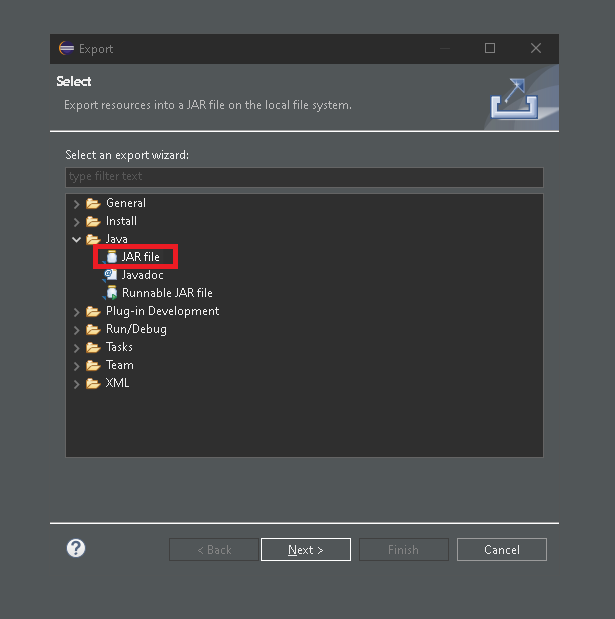 Export
Select
Export resources into a JAR file on the local file system.
Select an export wizard:
type filter text
General
Install
Java
JAR file
Javadoc
Runnable JAR file
Plug-in Development
Run/Debug
Tasks
Team
XML
?
< Back
Next >
Finish
Cancel